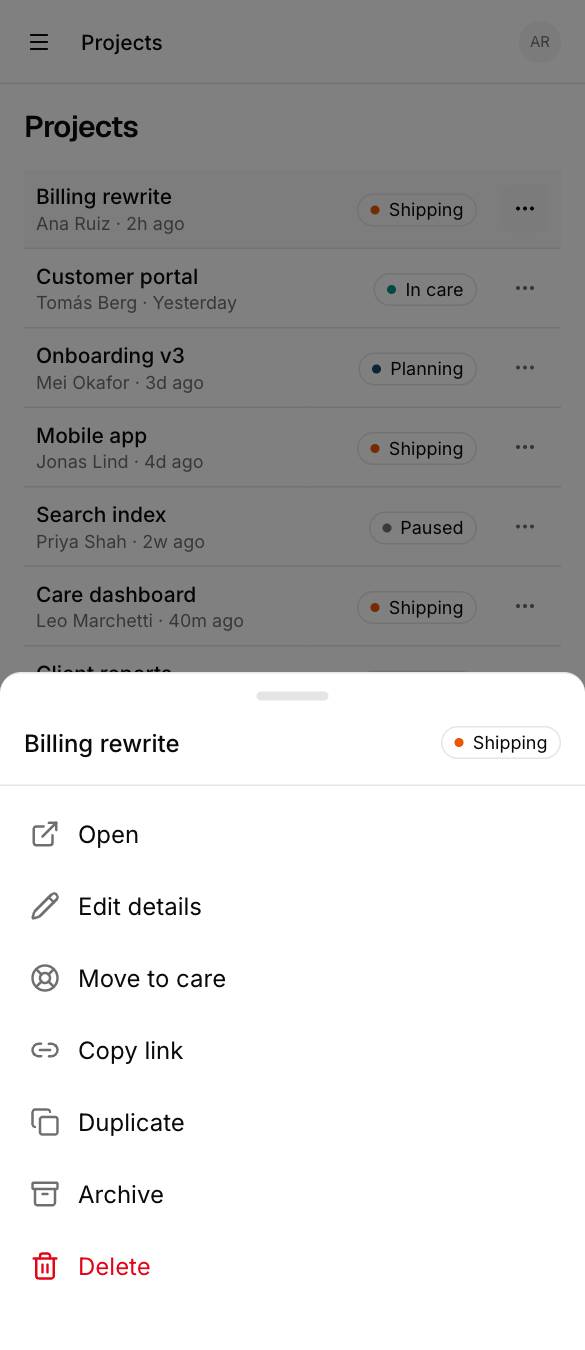 Projects
AR
Projects
Billing rewrite
Ana Ruiz · 2h ago
Shipping
Customer portal
Tomás Berg · Yesterday
In care
Onboarding v3
Mei Okafor · 3d ago
Planning
Mobile app
Jonas Lind · 4d ago
Shipping
Search index
Priya Shah · 2w ago
Paused
Care dashboard
Leo Marchetti · 40m ago
Shipping
Client reports
Billing rewrite
Shipping
Open
Edit details
Move to care
Copy link
Duplicate
Archive
Delete